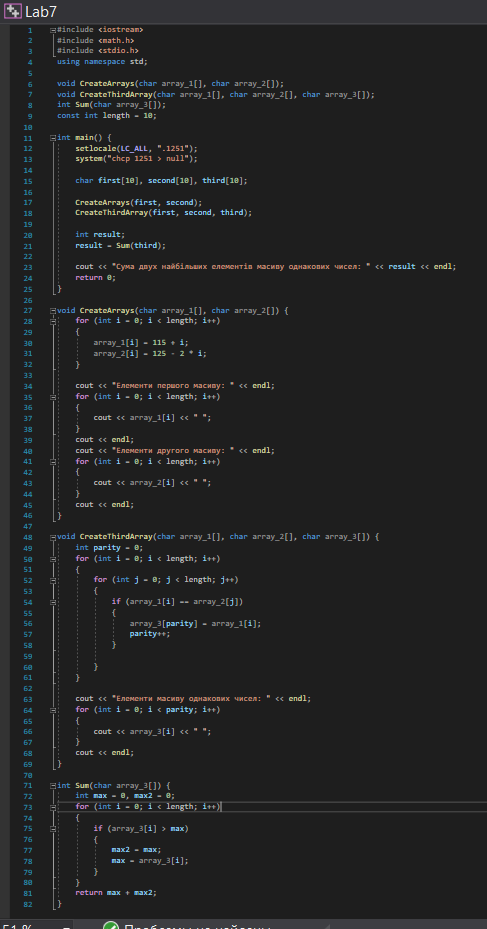 Lab7
1 #include <iostream>
2 #include <math.h>
3 #include <stdio.h>
4 using namespace std;
5
6 void CreateArrays(char array_1[], char array_2[]);
7 void CreateThirdArray(char array_1[], char array_2[], char array_3[]);
8 int Sum(char array_3[]);
9 const int length = 10;
10
11 int main() {
12 setlocale(LC_ALL, ".1251");
13 system("chcp 1251 > null");
14
15 char first[10], second[10], third[10];
16
17 CreateArrays(first, second);
18 CreateThirdArray(first, second, third);
19
20 int result;
21 result = Sum(third);
22
23 cout << "Сума двух найбільших елементів масиву однакових чисел: " << result << endl;
24 return 0;
25 }
26
27 void CreateArrays(char array_1[], char array_2[]) {
28 for (int i = 0; i < length; i++)
29 {
30 array_1[i] = 115 + i;
31 array_2[i] = 125 - 2 * i;
32 }
33
34 cout << "Елементи першого масиву: " << endl;
35 for (int i = 0; i < length; i++)
36 {
37 cout << array_1[i] << " ";
38 }
39 cout << endl;
40 cout << "Елементи другого масиву: " << endl;
41 for (int i = 0; i < length; i++)
42 {
43 cout << array_2[i] << " ";
44 }
45 cout << endl;
46 }
47
48 void CreateThirdArray(char array_1[], char array_2[], char array_3[]) {
49 int parity = 0;
50 for (int i = 0; i < length; i++)
51 {
52 for (int j = 0; j < length; j++)
53 {
54 if (array_1[i] == array_2[j])
55 {
56 array_3[parity] = array_1[i];
57 parity++;
58 }
59
60 }
61 }
62
63 cout << "Елементи масиву однакових чисел: " << endl;
64 for (int i = 0; i < parity; i++)
65 {
66 cout << array_3[i] << " ";
67 }
68 cout << endl;
69 }
70
71 int Sum(char array_3[]) {
72 int max = 0, max2 = 0;
73 for (int i = 0; i < length; i++)
74 {
75 if (array_3[i] > max)
76 {
77 max2 = max;
78 max = array_3[i];
79 }
80 }
81 return max + max2;
82 }